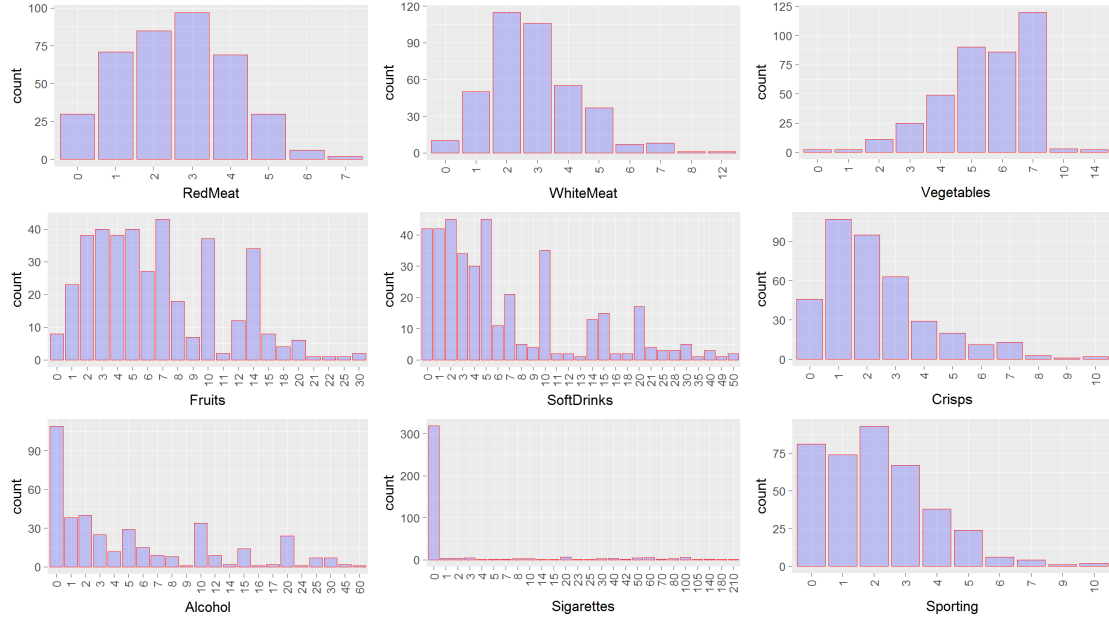 100
75
50
25
0
count
0 1 2 3 4 5 6 7
RedMeat
120
90
60
30
0
count
0 1 2 3 4 5 6 7 8 12
WhiteMeat
125
100
75
50
25
0
count
0 1 2 3 4 5 6 7 10 14
Vegetables
40
30
20
10
0
count
0 1 2 3 4 5 6 7 8 9 10 11 12 14 15 18 20 21 22 25 30
Fruits
40
30
20
10
0
count
0 1 2 3 4 5 6 7 8 9 10 11 12 13 14 15 16 18 20 21 25 28 30 35 40 49 50
SoftDrinks
90
60
30
0
count
0 1 2 3 4 5 6 7 8 9 10
Crisps
90
60
30
0
count
0 1 2 3 4 5 6 7 8 9 10 12 14 15 16 17 20 24 25 30 45 60
Alcohol
300
200
100
0
count
0 1 2 3 4 5 7 8 10 14 15 20 23 25 30 40 42 50 60 70 80 100 105 140 180 210
Sigarettes
75
50
25
0
count
0 1 2 3 4 5 6 7 9 10
Sporting